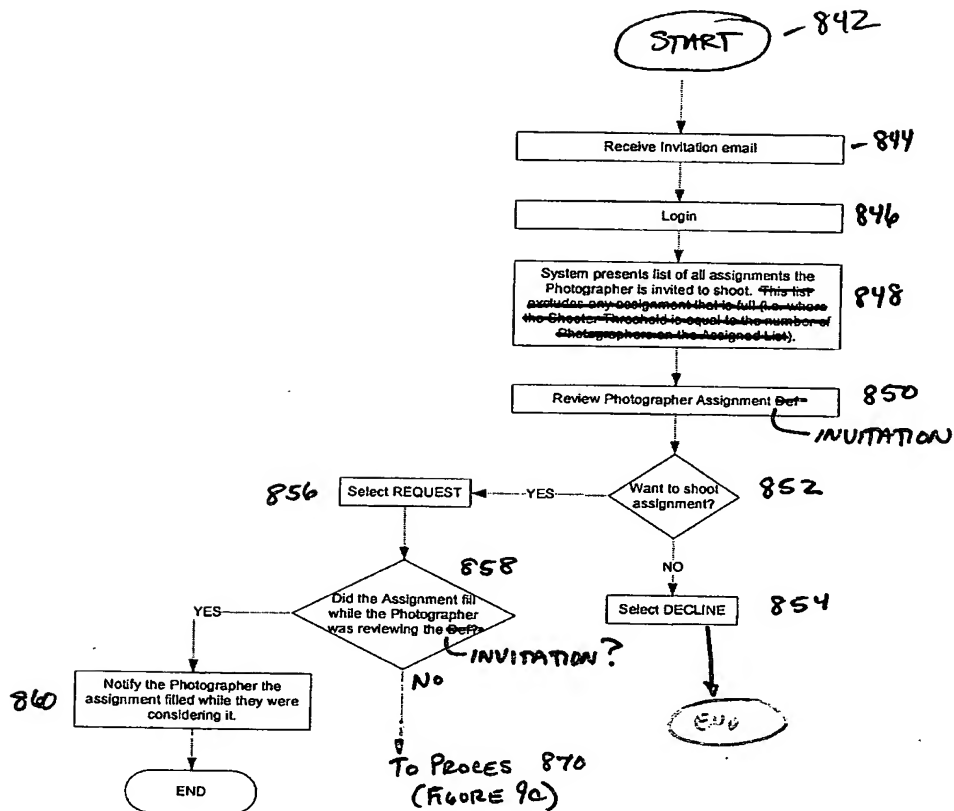 START
842
Receive Invitation email
844
Login
846
System presents list of all assignments the
Photographer is invited to shoot. This list
excludes any assignment that is full (i.e. where
the Shooter Threshold is equal to the number of
Photographers on the Assigned List).
848
Review Photographer Assignment Def
850
INVITATION
Want to shoot
assignment?
852
YES
Select REQUEST
856
NO
Select DECLINE
854
END
858
Did the Assignment fill
while the Photographer
was reviewing the Def?
INVITATION?
YES
NO
Notify the Photographer the
assignment filled while they were
considering it.
860
END
TO PROCES 870
(FIGURE 9c)